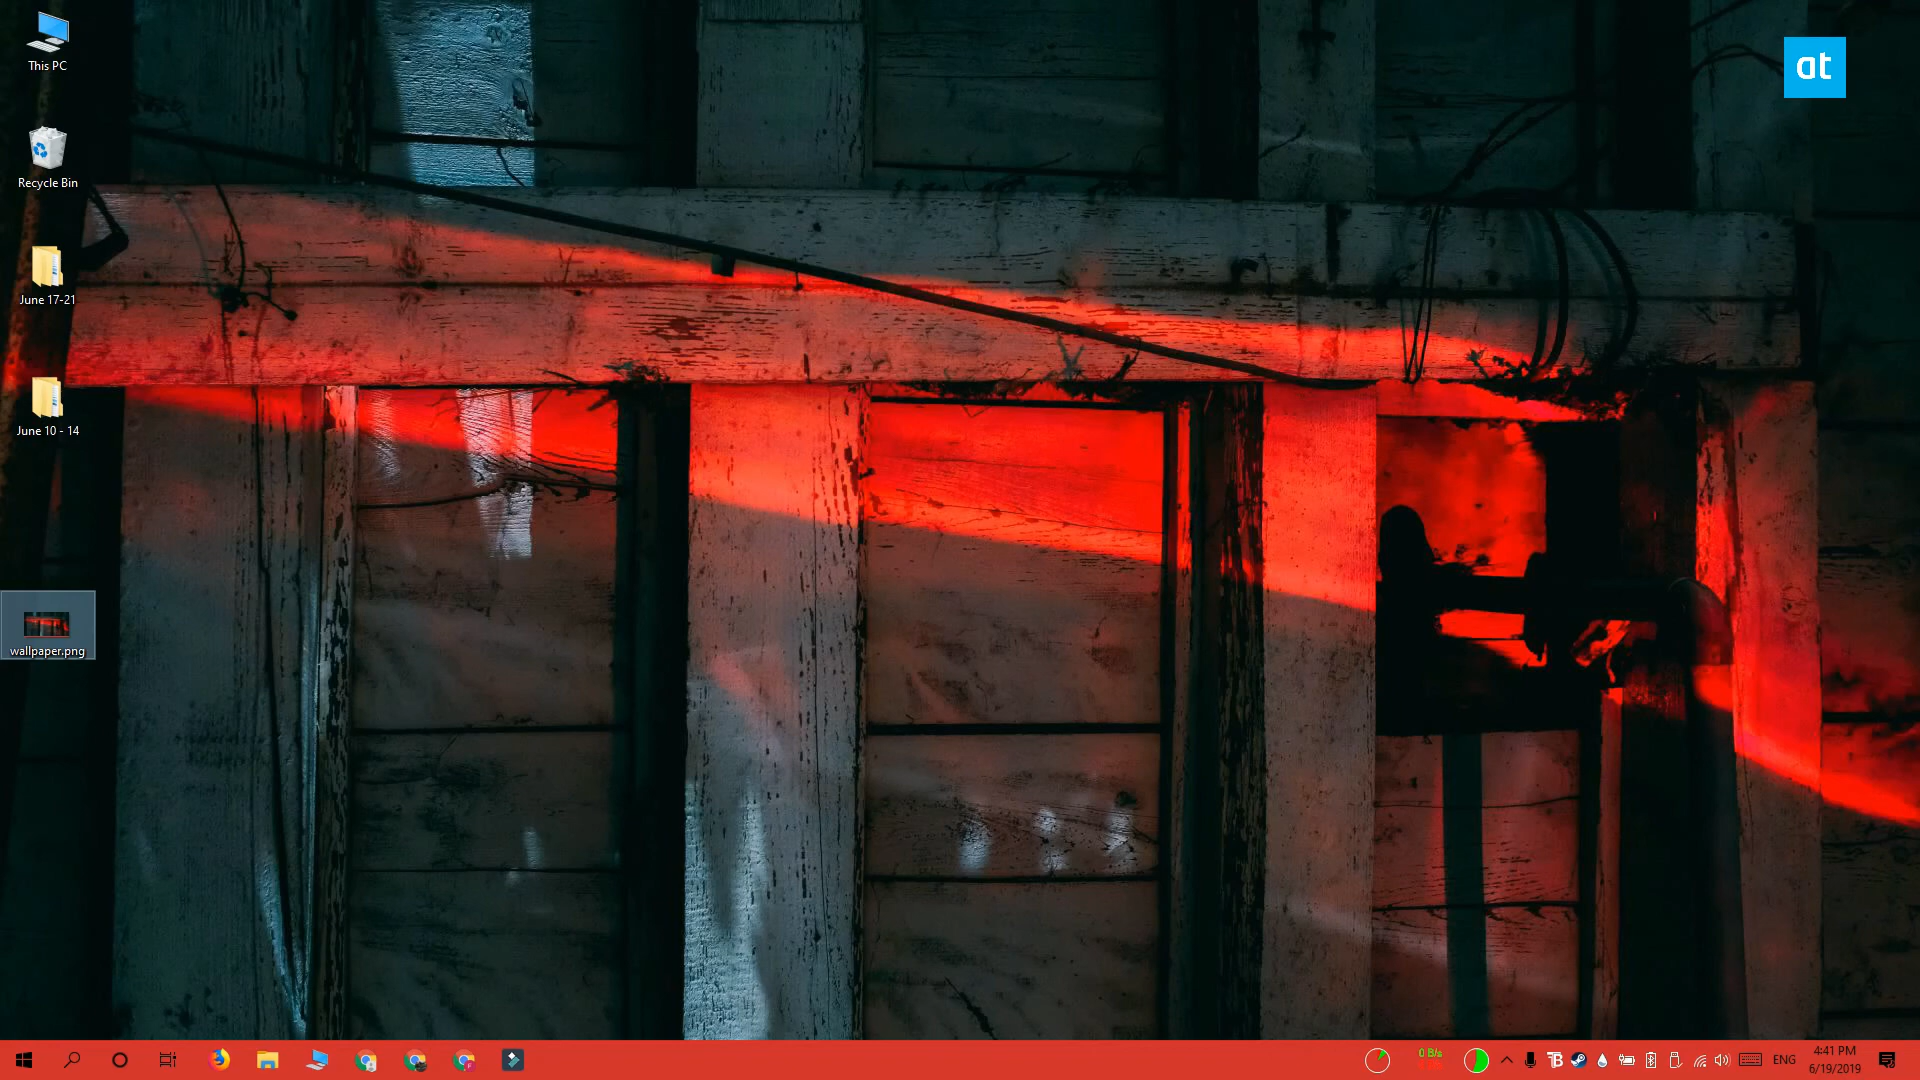 This PC
at
Recycle Bin
June 17-21
June 10 - 14
wallpaper.png
0 B/s
ENG
4:41 PM
6/19/2019